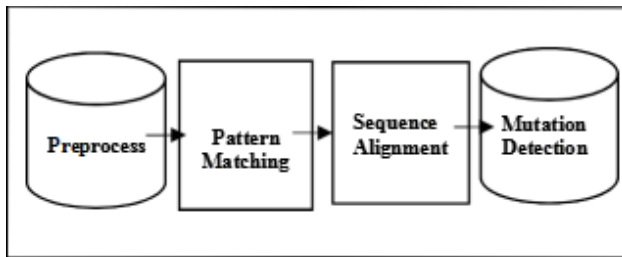 Preprocess
Pattern
Matching
Sequence
Alignment
Mutation
Detection